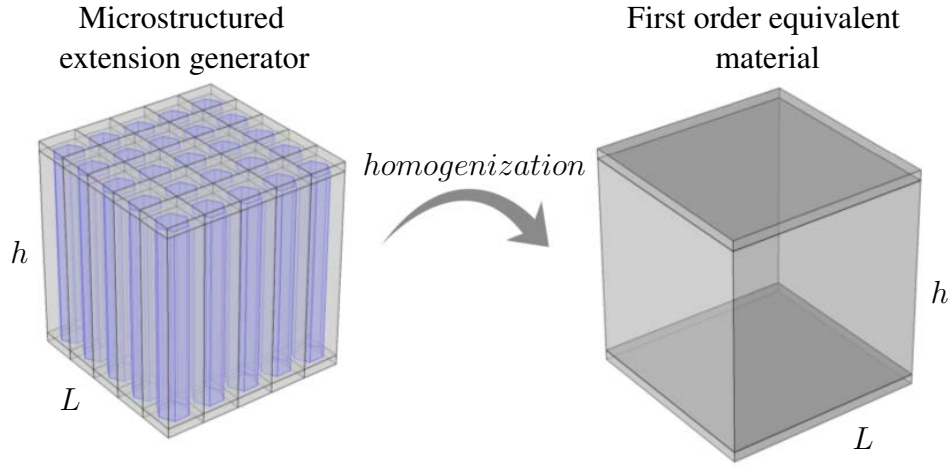 Microstructured
extension generator
First order equivalent
material
homogenization
h
L
h
L